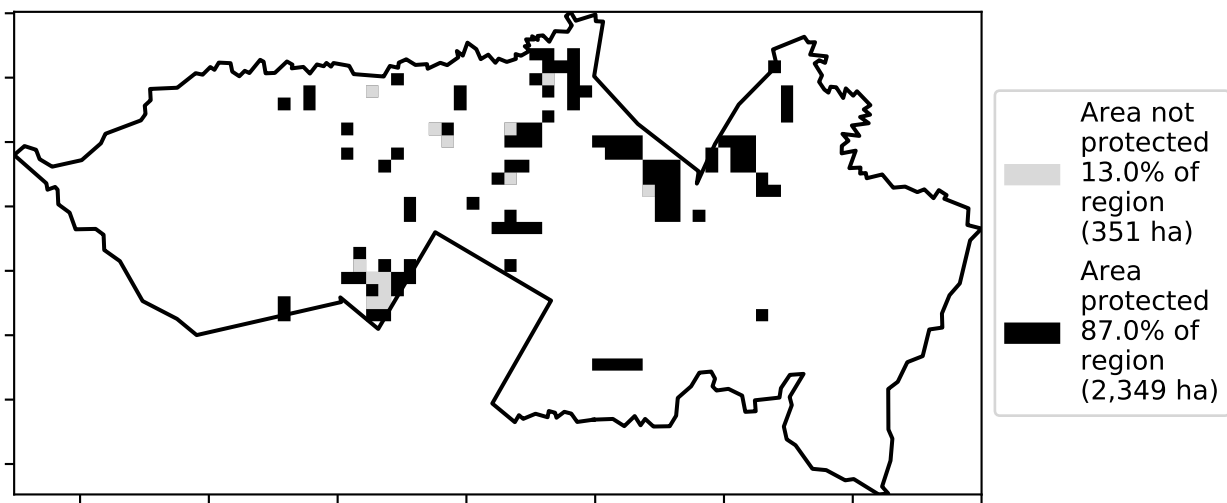 Area not
protected
13.0% of
region
(351 ha)
Area
protected
87.0% of
region
(2,349 ha)